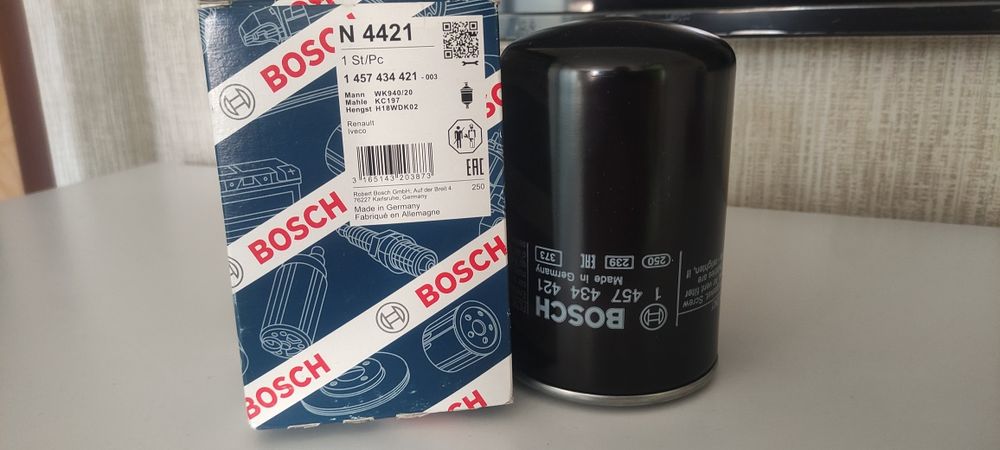 BOSCH
N 4421
1 St/Pc
1 457 434 421 - 003
Mann WK940/20
Mahle KC197
Hengst H18WDK02
Renault
Iveco
EAC
3 165143 203873
Robert Bosch GmbH, Auf der Breit 4
76227 Karlsruhe, Germany
250
Made in Germany
Fabriqué en Allemagne
BOSCH
BOSCH
BOSCH
BOSCH
1 457 434 421
Made in Germany
250 239 EAC 373
Screw